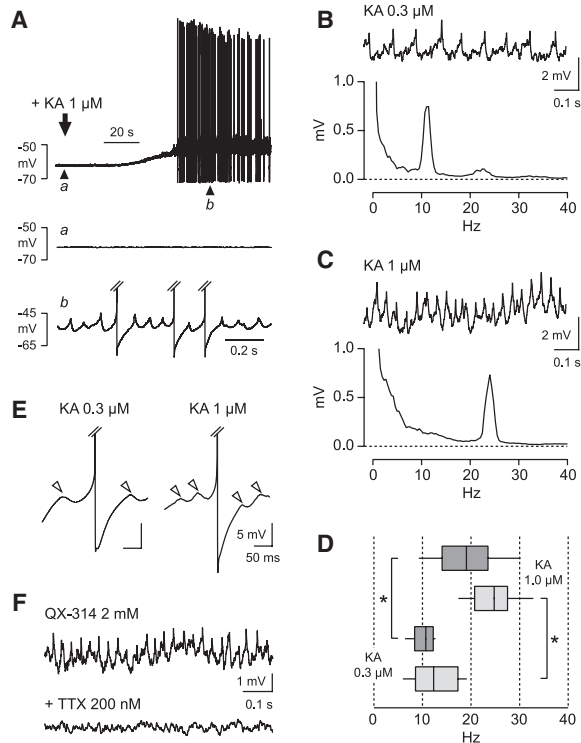 A
+ KA 1 µM
20 s
-50
mV
-70
a
b
a
-50
mV
-70
b
-45
mV
-65
0.2 s
B
KA 0.3 µM
2 mV
0.1 s
1.0
mV
0.5
0.0
0 10 20 30 40
Hz
C
KA 1 µM
2 mV
0.1 s
1.0
mV
0.5
0.0
0 10 20 30 40
Hz
E
KA 0.3 µM
KA 1 µM
5 mV
50 ms
D
KA
1.0 µM
*
*
KA
0.3 µM
0 10 20 30 40
Hz
F
QX-314 2 mM
1 mV
0.1 s
+ TTX 200 nM